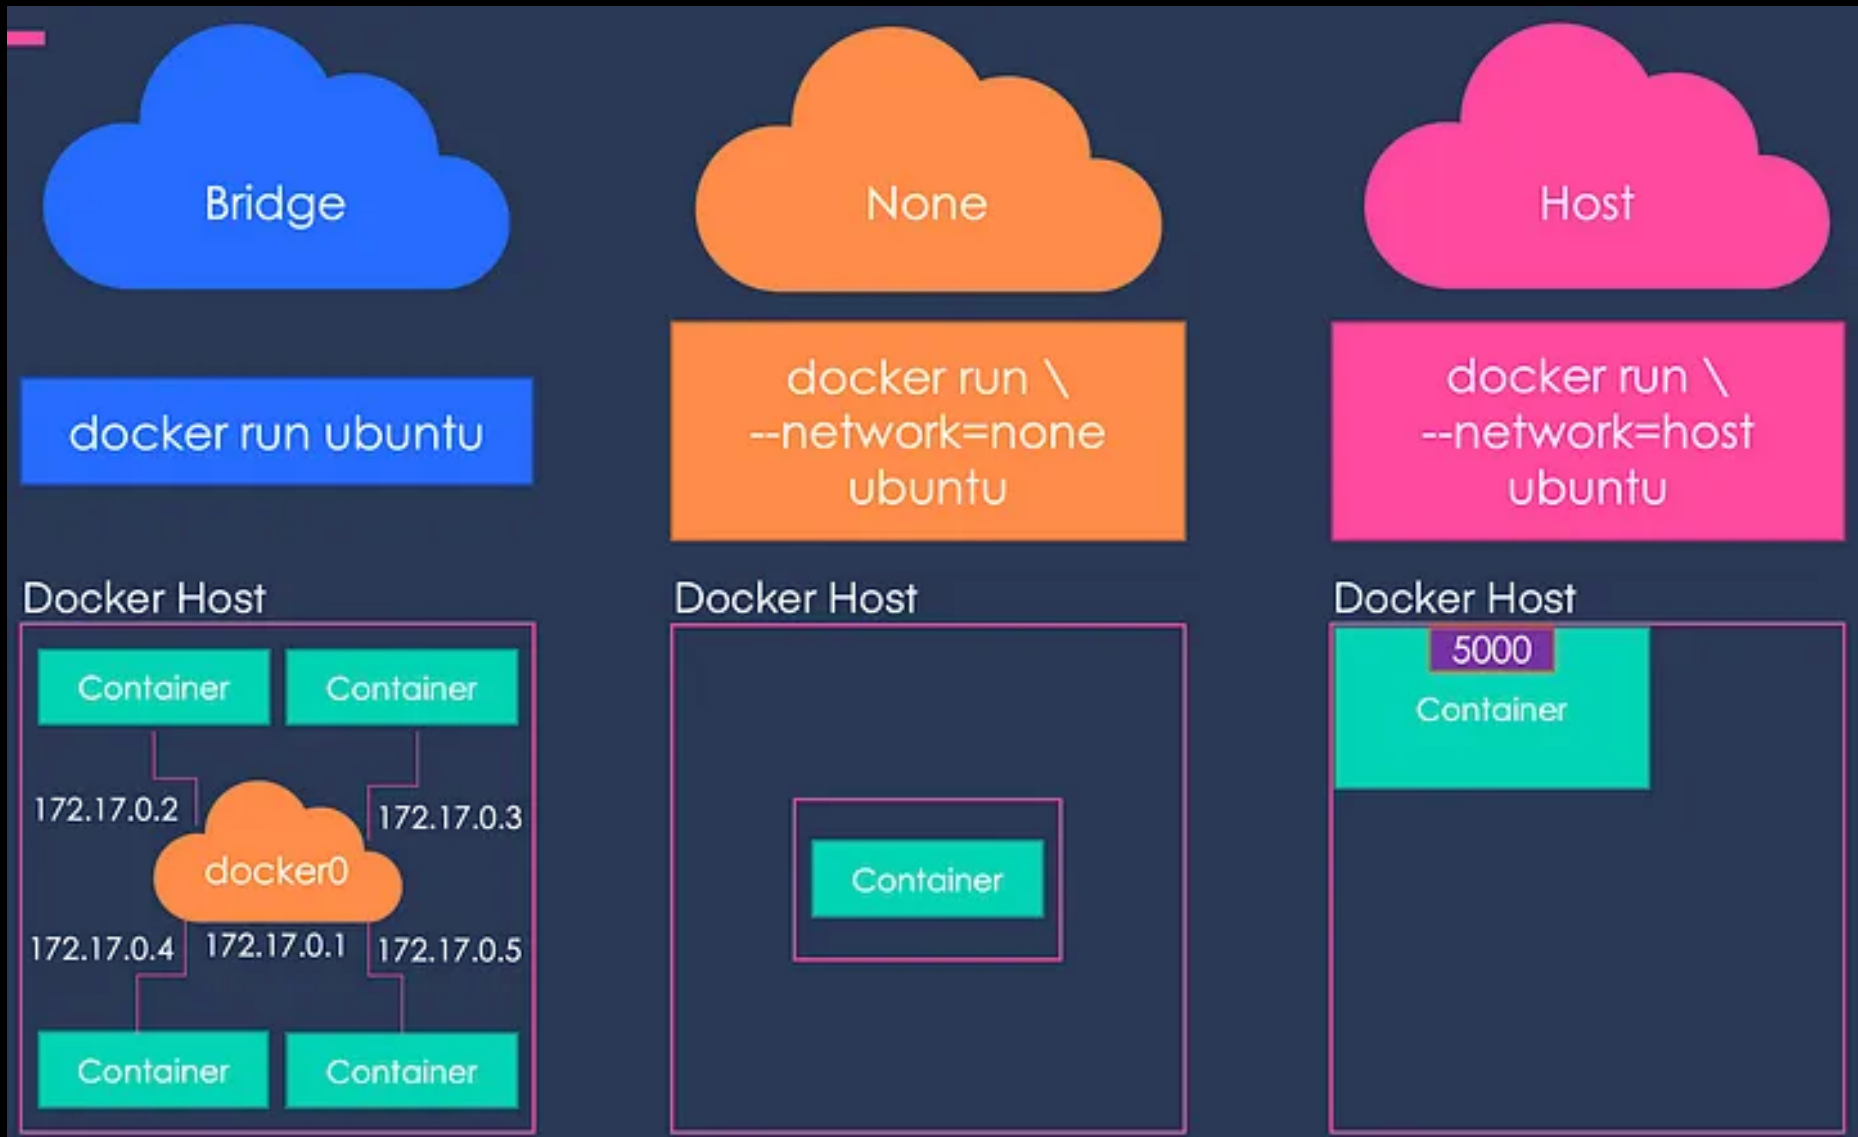 Bridge
None
Host
docker run ubuntu
docker run \
--network=none
ubuntu
docker run \
--network=host
ubuntu
Docker Host
Container
Container
172.17.0.2
172.17.0.3
docker0
172.17.0.4
172.17.0.1
172.17.0.5
Container
Container
Docker Host
Container
Docker Host
5000
Container